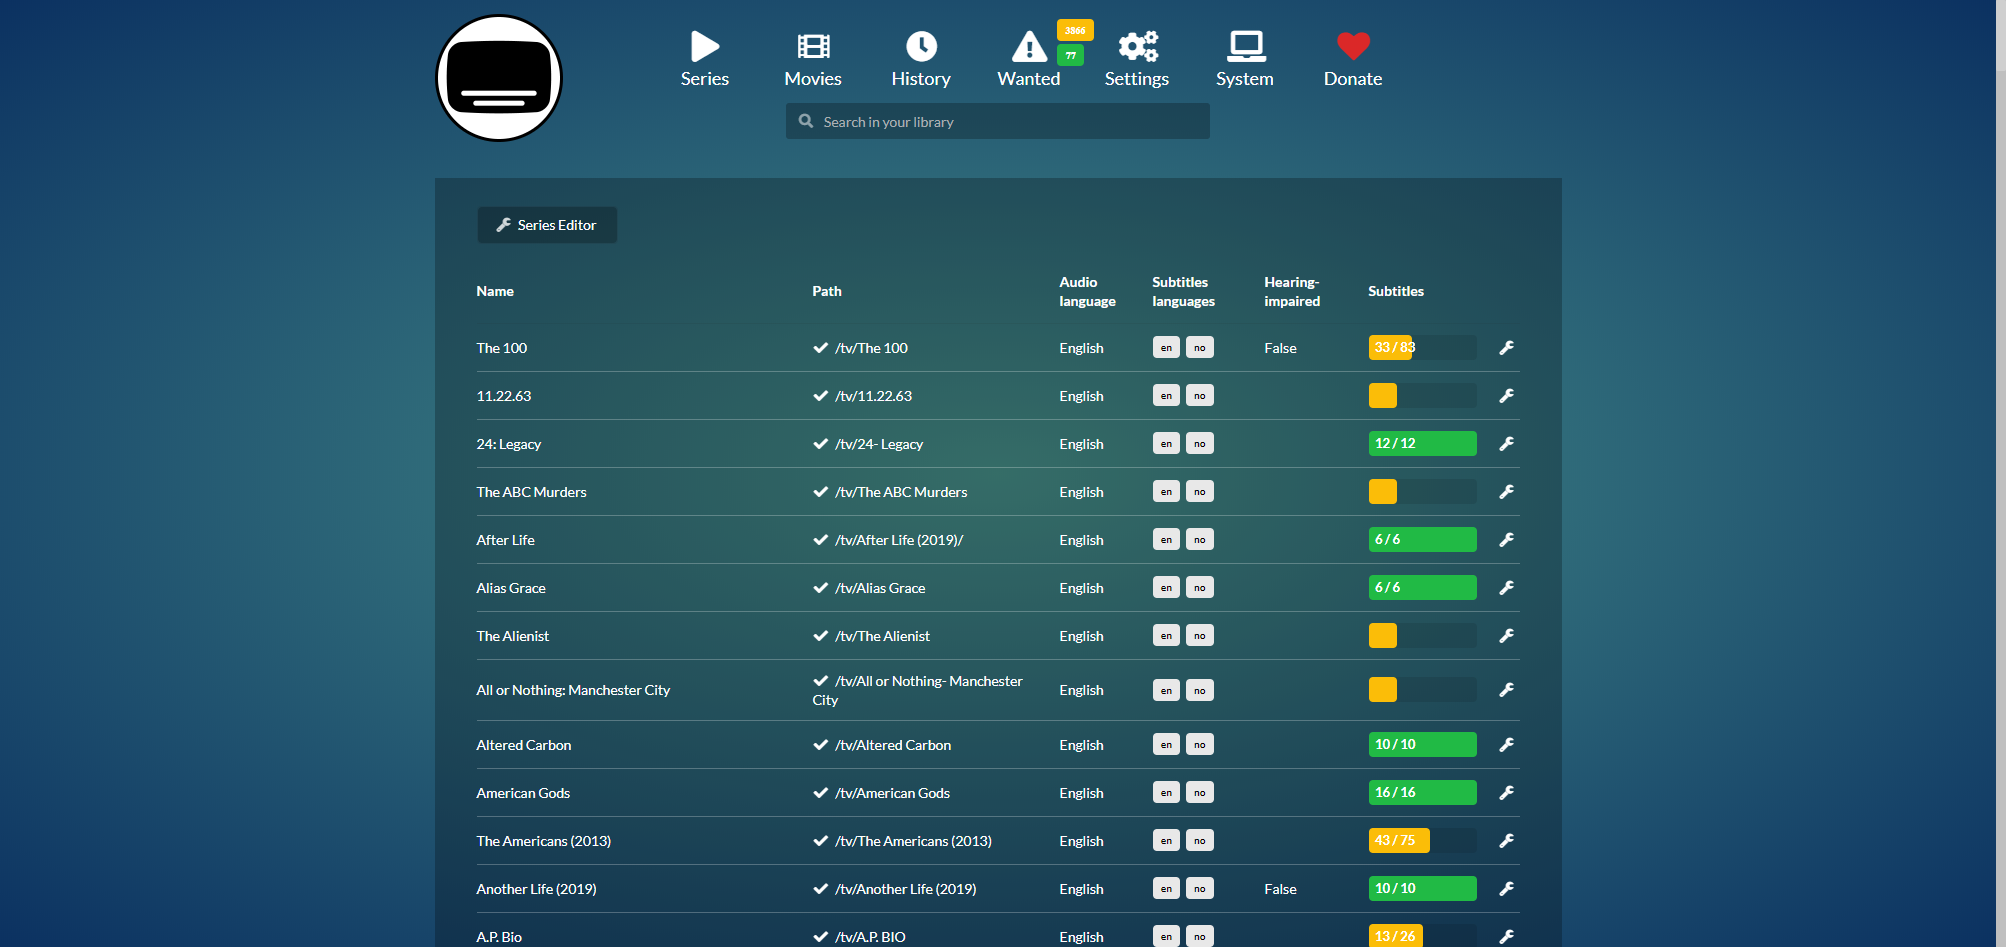 Series
Movies
History
Wanted
3866
77
Settings
System
Donate
Search in your library
Series Editor
Name Path Audio language Subtitles languages Hearing-impaired Subtitles
The 100 /tv/The 100 English en no False 33 / 83
11.22.63 /tv/11.22.63 English en no
24: Legacy /tv/24- Legacy English en no 12 / 12
The ABC Murders /tv/The ABC Murders English en no
After Life /tv/After Life (2019)/ English en no 6 / 6
Alias Grace /tv/Alias Grace English en no 6 / 6
The Alienist /tv/The Alienist English en no
All or Nothing: Manchester City /tv/All or Nothing- Manchester City English en no
Altered Carbon /tv/Altered Carbon English en no 10 / 10
American Gods /tv/American Gods English en no 16 / 16
The Americans (2013) /tv/The Americans (2013) English en no 43 / 75
Another Life (2019) /tv/Another Life (2019) English en no False 10 / 10
A.P. Bio /tv/A.P. BIO English en no 13 / 26